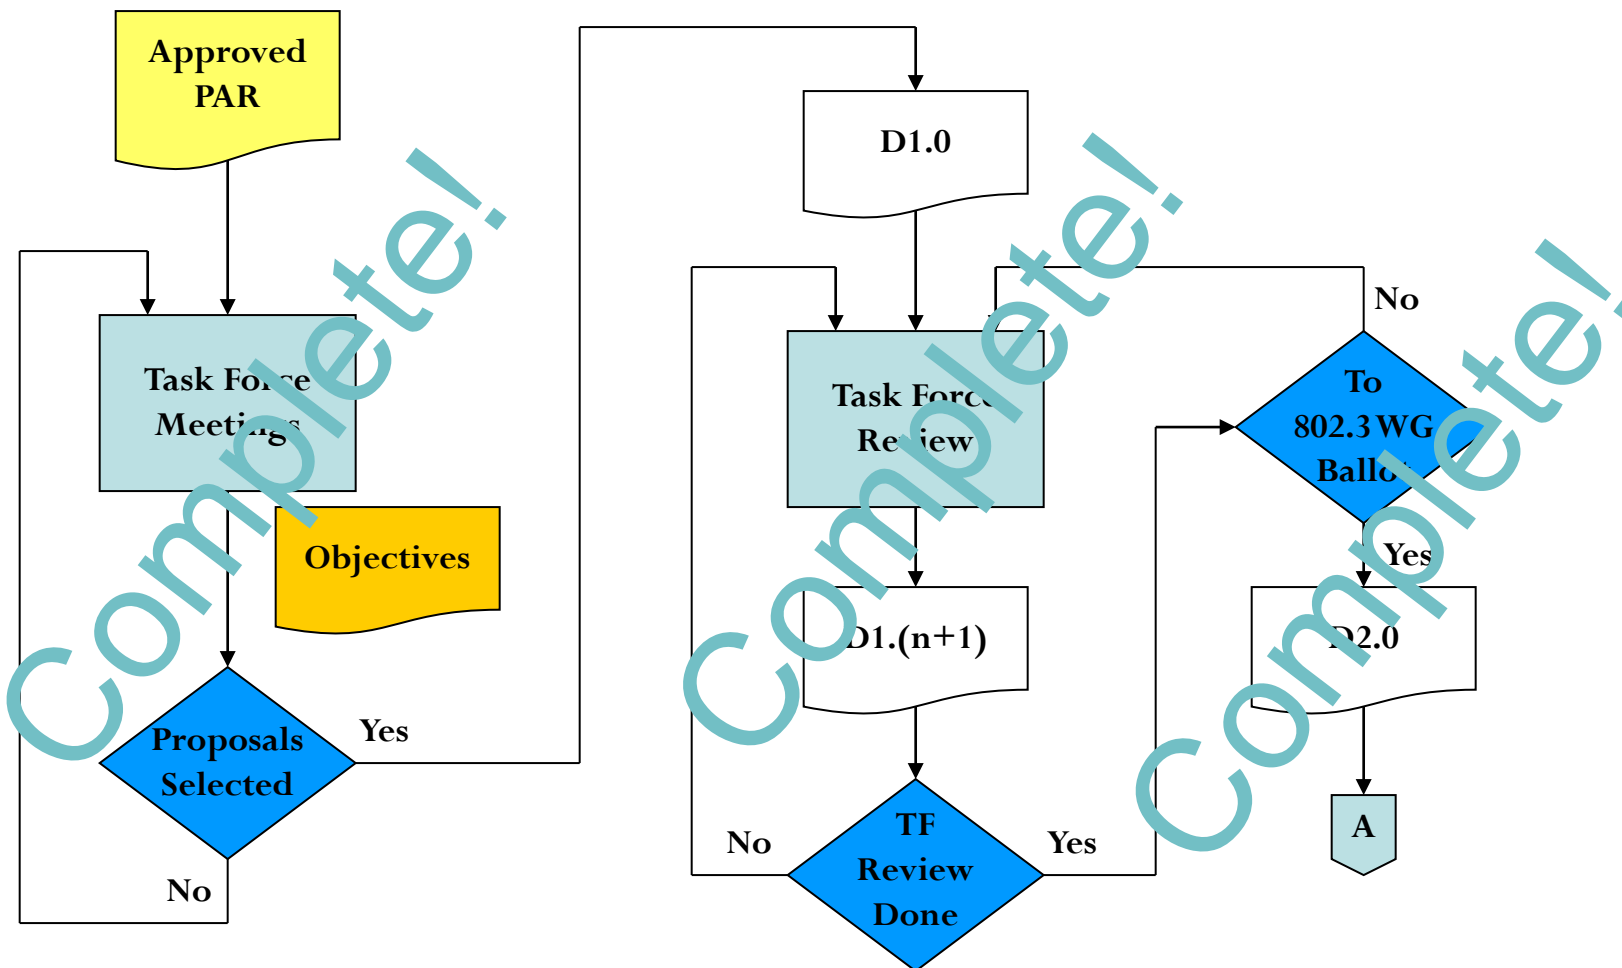 Approved
PAR
Task Force
Meetings
Objectives
Proposals
Selected
Yes
No
D1.0
Task Force
Review
D1.(n+1)
TF
Review
Done
No
Yes
To
802.3 WG
Ballot
No
Yes
D2.0
A
Complete!
Complete!
Complete!